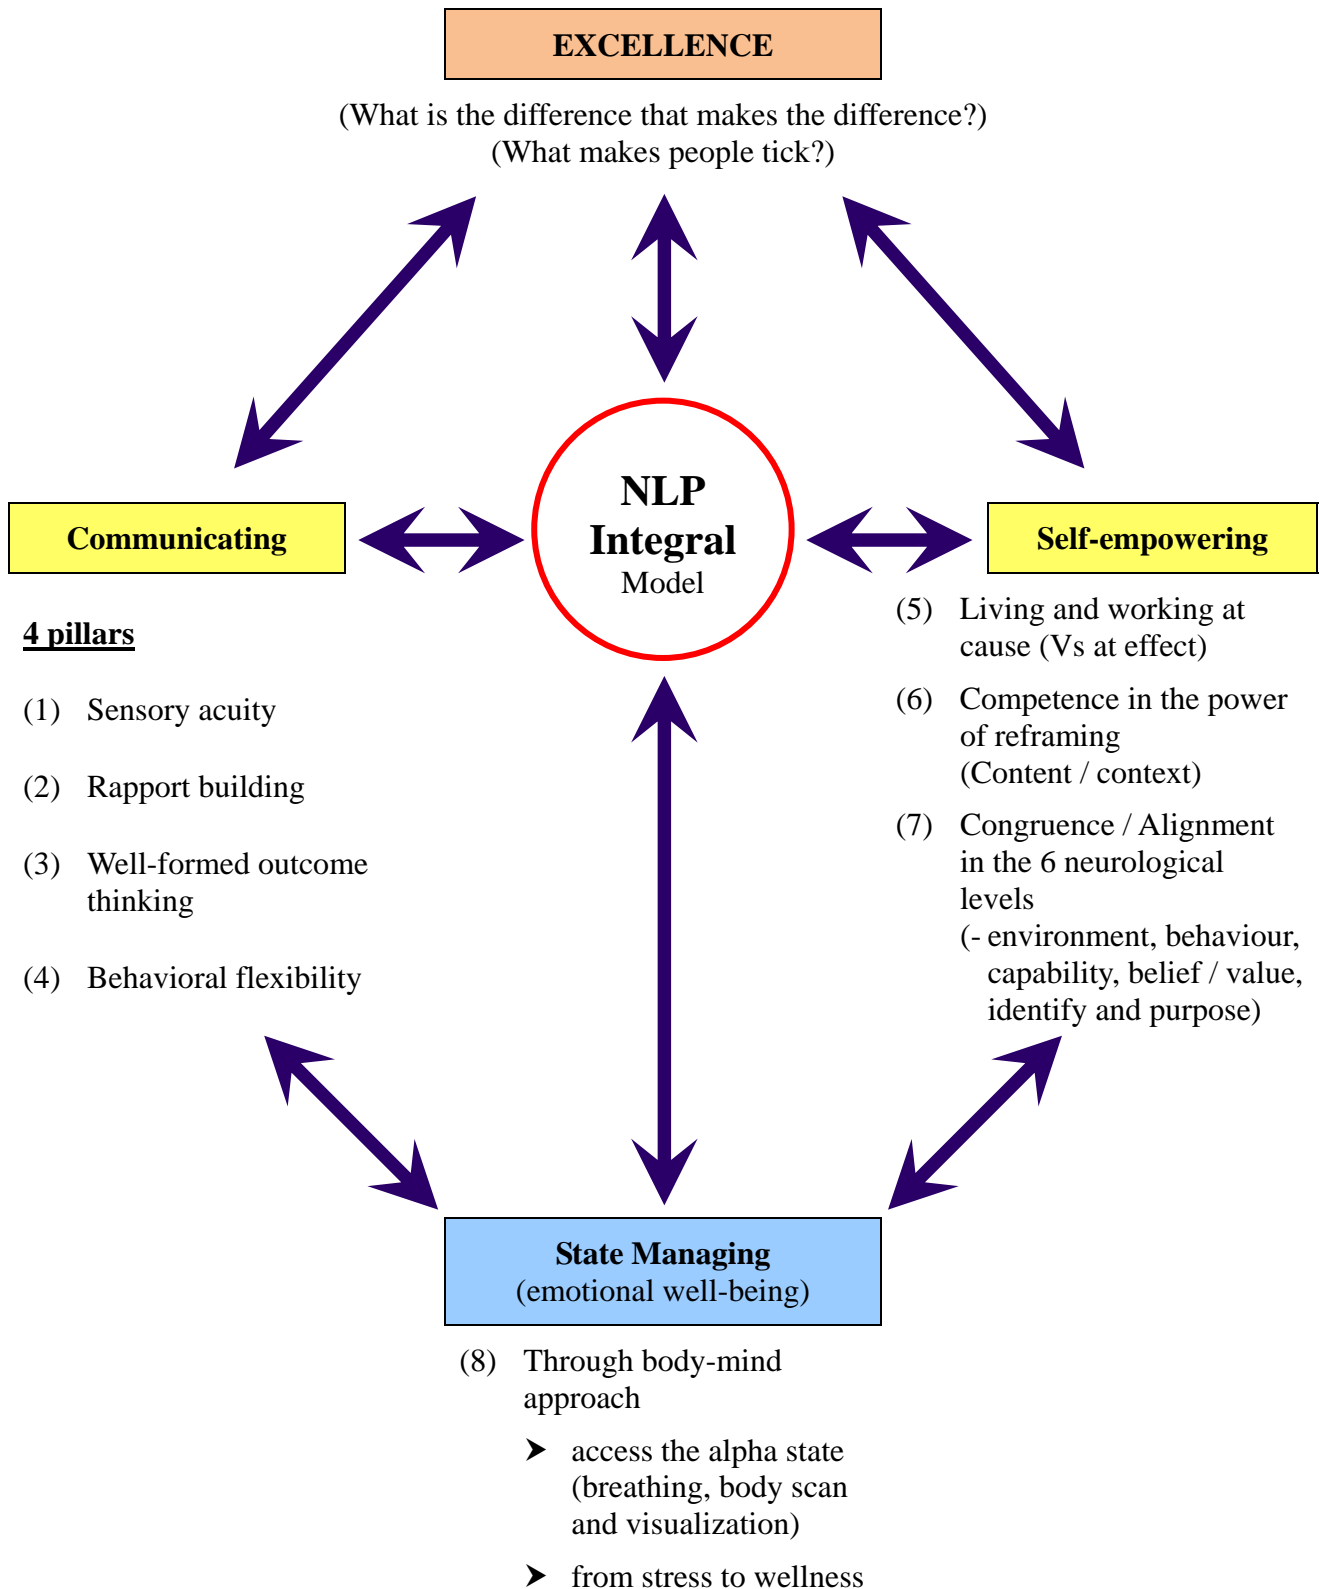 EXCELLENCE
(What is the difference that makes the difference?)
(What makes people tick?)
NLP
Integral
Model
Communicating
4 pillars
(1) Sensory acuity
(2) Rapport building
(3) Well-formed outcome
thinking
(4) Behavioral flexibility
Self-empowering
(5) Living and working at
cause (Vs at effect)
(6) Competence in the power
of reframing
(Content / context)
(7) Congruence / Alignment
in the 6 neurological
levels
(- environment, behaviour,
capability, belief / value,
identify and purpose)
State Managing
(emotional well-being)
(8) Through body-mind
approach
➤ access the alpha state
(breathing, body scan
and visualization)
➤ from stress to wellness